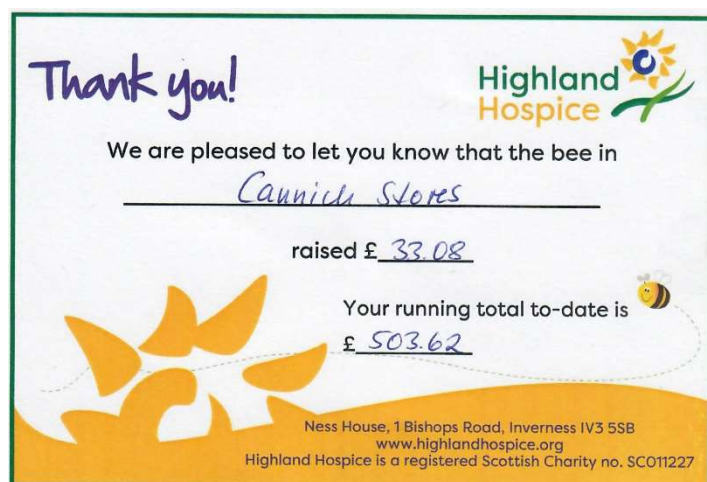 Thank you!
Highland
Hospice
We are pleased to let you know that the bee in
Cannich Stores
raised £ 33.08
Your running total to-date is
£ 503.62
Ness House, 1 Bishops Road, Inverness IV3 5SB
www.highlandhospice.org
Highland Hospice is a registered Scottish Charity no. SC011227